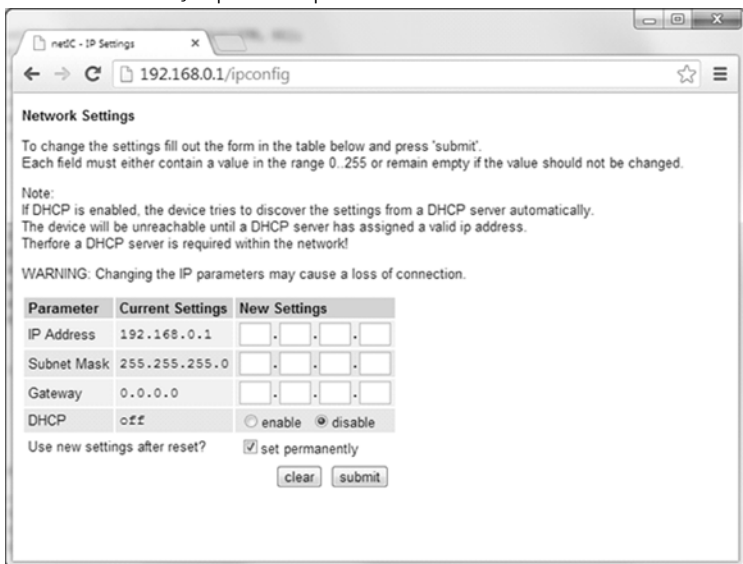 netIC - IP Settings
192.168.0.1/ipconfig
Network Settings
To change the settings fill out the form in the table below and press 'submit'.
Each field must either contain a value in the range 0..255 or remain empty if the value should not be changed.
Note:
If DHCP is enabled, the device tries to discover the settings from a DHCP server automatically.
The device will be unreachable until a DHCP server has assigned a valid ip address.
Therfore a DHCP server is required within the network!
WARNING: Changing the IP parameters may cause a loss of connection.
Parameter Current Settings New Settings
IP Address 192.168.0.1 . . .
Subnet Mask 255.255.255.0 . . .
Gateway 0.0.0.0 . . .
DHCP off enable disable
Use new settings after reset? set permanently
clear submit